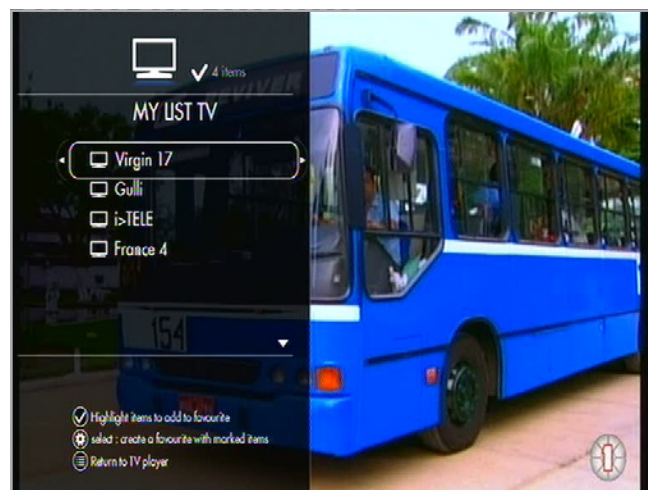 4 items
MY LIST TV
Virgin 17
Gulli
i>TELE
France 4
154
Highlight items to add to favourite
select : create a favourite with marked items
Return to TV player